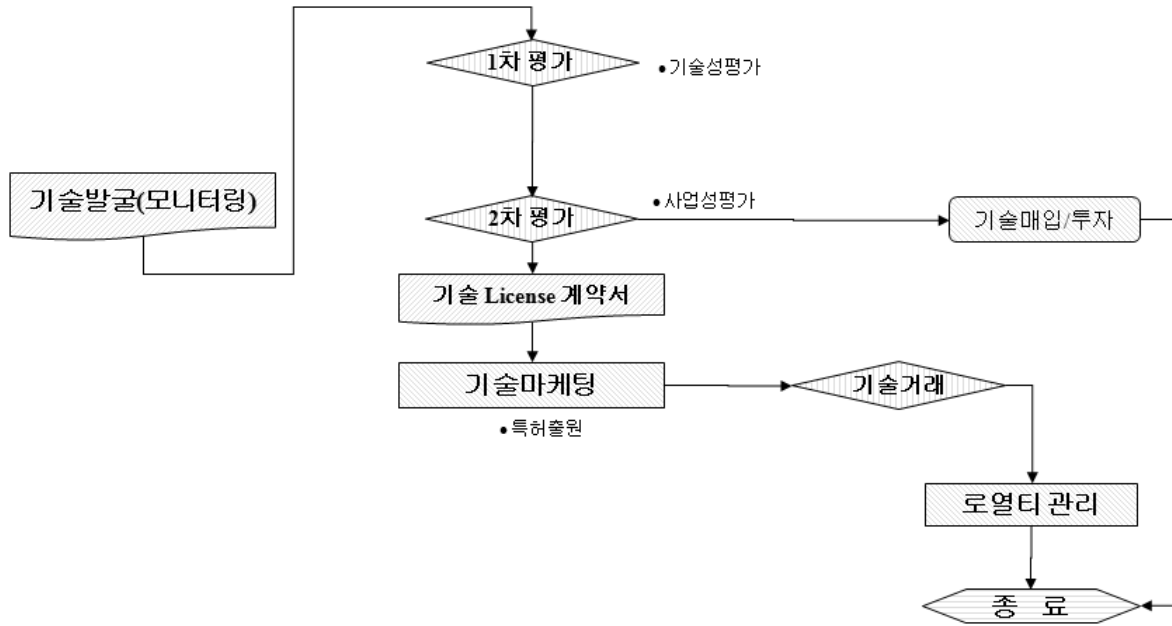 1차 평가
•기술성평가
기술발굴(모니터링)
2차 평가
•사업성평가
기술매입/투자
기술 License 계약서
기술마케팅
•특허출원
기술거래
로열티 관리
종 료